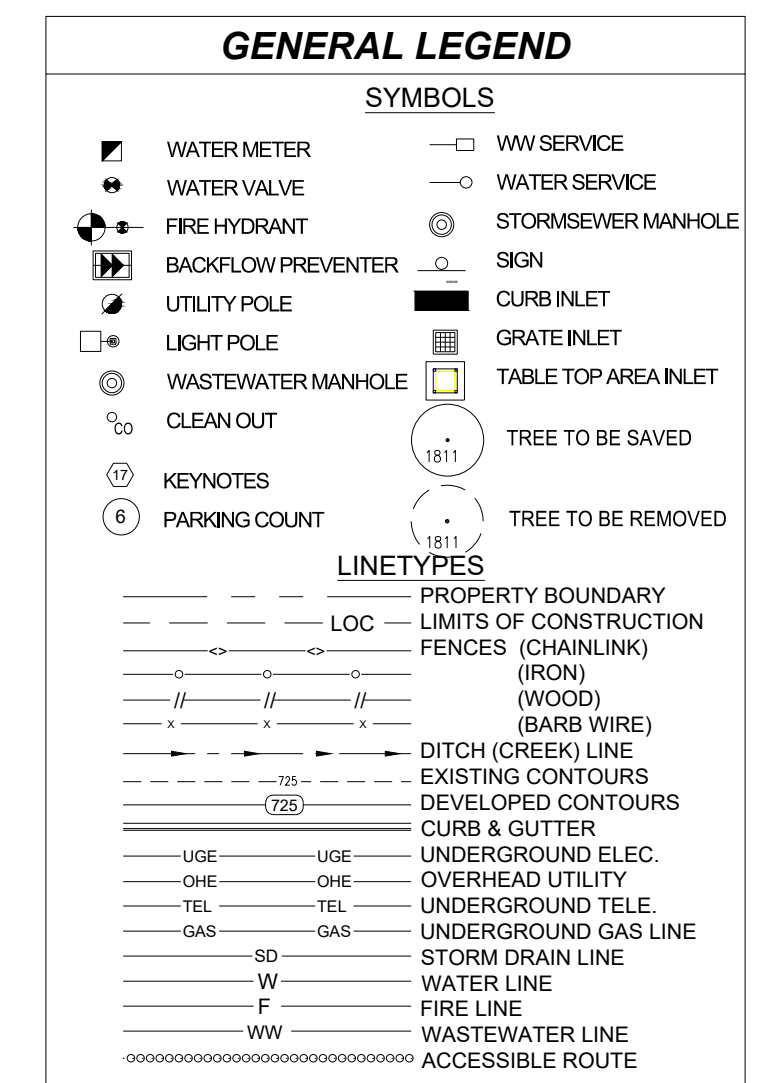 GENERAL LEGEND
SYMBOLS
WATER METER
WATER VALVE
FIRE HYDRANT
BACKFLOW PREVENTER
UTILITY POLE
LIGHT POLE
WASTEWATER MANHOLE
CO CLEAN OUT
17 KEYNOTES
6 PARKING COUNT
WW SERVICE
WATER SERVICE
STORMSEWER MANHOLE
SIGN
CURB INLET
GRATE INLET
TABLE TOP AREA INLET
1811 TREE TO BE SAVED
1811 TREE TO BE REMOVED
LINETYPES
PROPERTY BOUNDARY
LOC LIMITS OF CONSTRUCTION
<> <> FENCES (CHAINLINK)
(IRON)
// // // (WOOD)
x x x (BARB WIRE)
DITCH (CREEK) LINE
725 EXISTING CONTOURS
725 DEVELOPED CONTOURS
CURB & GUTTER
UGE UGE UNDERGROUND ELEC.
OHE OHE OVERHEAD UTILITY
TEL TEL UNDERGROUND TELE.
GAS GAS UNDERGROUND GAS LINE
SD STORM DRAIN LINE
W WATER LINE
F FIRE LINE
WW WASTEWATER LINE
ACCESSIBLE ROUTE